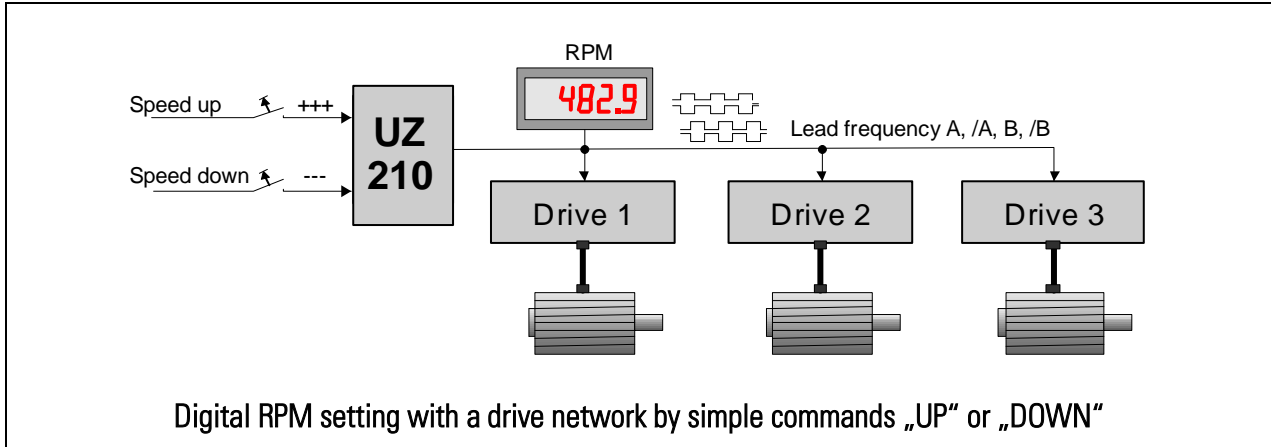 RPM
482.9
Speed up +++
UZ
210
Lead frequency A, /A, B, /B
Speed down ---
Drive 1
Drive 2
Drive 3
Digital RPM setting with a drive network by simple commands „UP“ or „DOWN“